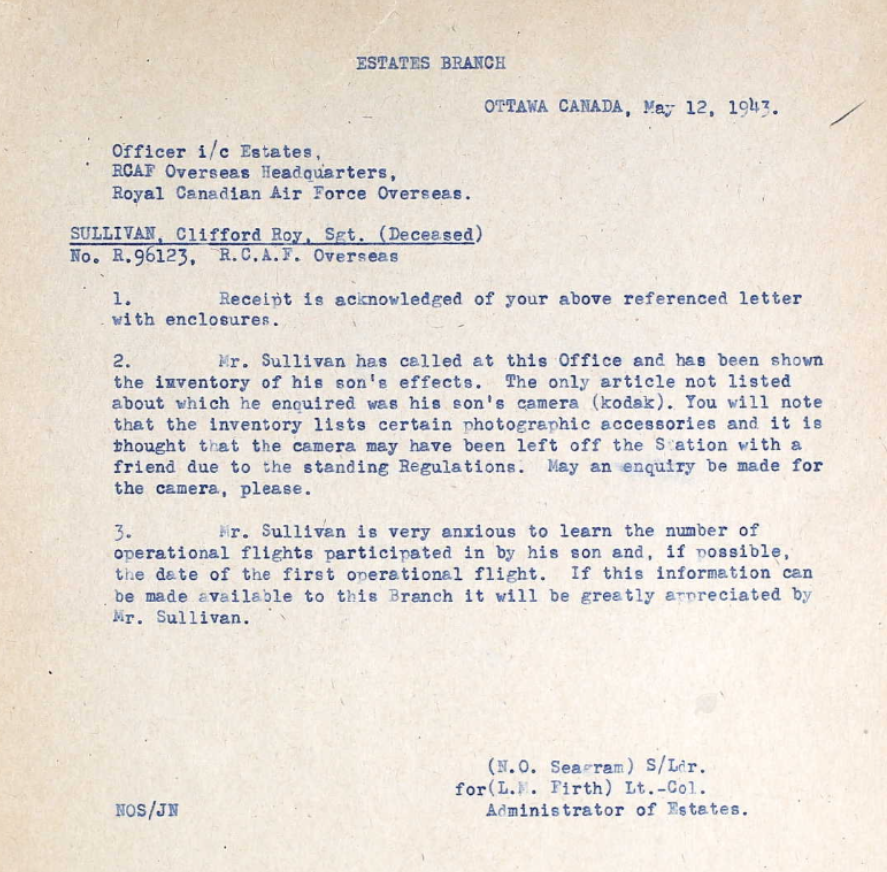 ESTATES BRANCH
OTTAWA CANADA, May 12, 1943.
Officer i/c Estates,
RCAF Overseas Headquarters,
Royal Canadian Air Force Overseas.
SULLIVAN, Clifford Roy, Sgt. (Deceased)
No. R.96123, R.C.A.F. Overseas
1. Receipt is acknowledged of your above referenced letter
with enclosures.
2. Mr. Sullivan has called at this Office and has been shown
the inventory of his son's effects. The only article not listed
about which he enquired was his son's camera (kodak). You will note
that the inventory lists certain photographic accessories and it is
thought that the camera may have been left off the Station with a
friend due to the standing Regulations. May an enquiry be made for
the camera, please.
3. Mr. Sullivan is very anxious to learn the number of
operational flights participated in by his son and, if possible,
the date of the first operational flight. If this information can
be made available to this Branch it will be greatly appreciated by
Mr. Sullivan.
(N.O. Seagram) S/Ldr.
for(L.M. Firth) Lt.-Col.
NOS/JN Administrator of Estates.